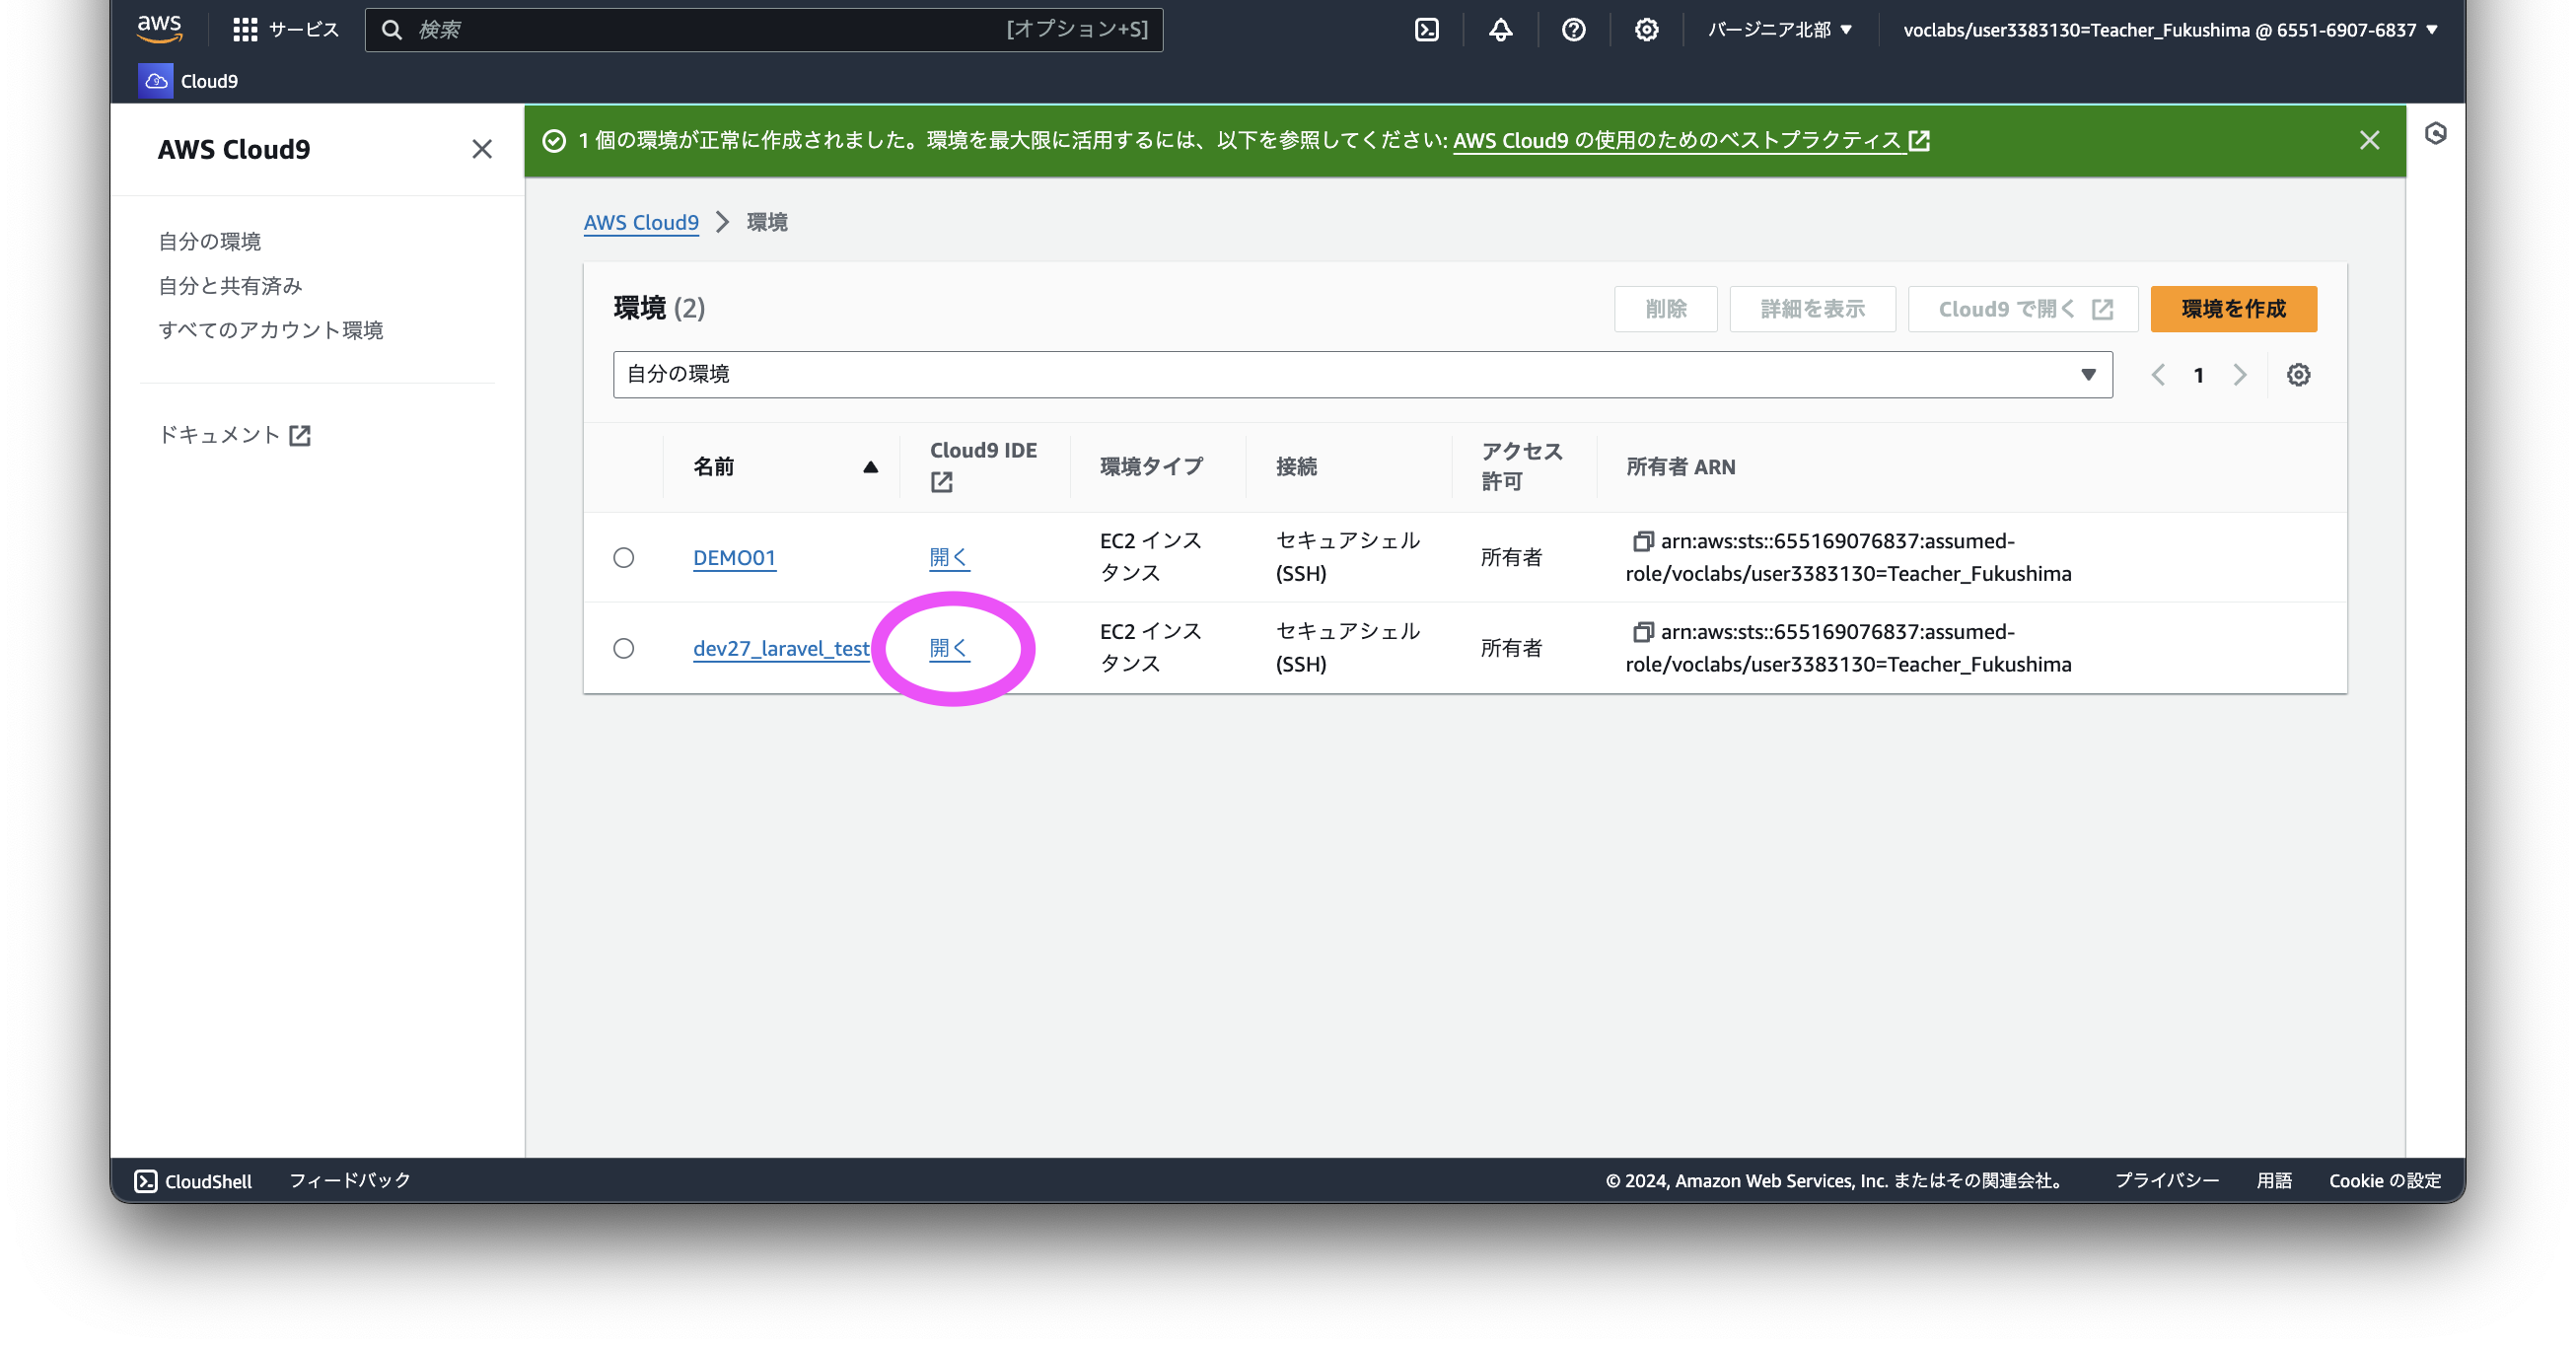 aws サービス 検索 [オプション+S] バージニア北部 voclabs/user3383130=Teacher_Fukushima @ 6551-6907-6837
Cloud9
AWS Cloud9
自分の環境
自分と共有済み
すべてのアカウント環境
ドキュメント
1 個の環境が正常に作成されました。環境を最大限に活用するには、以下を参照してください: AWS Cloud9 の使用のためのベストプラクティス
AWS Cloud9 環境
環境 (2) 削除 詳細を表示 Cloud9 で開く 環境を作成
自分の環境 1
名前 Cloud9 IDE 環境タイプ 接続 アクセス許可 所有者 ARN
DEMO01 開く EC2 インスタンス セキュアシェル (SSH) 所有者 arn:aws:sts::655169076837:assumed-role/voclabs/user3383130=Teacher_Fukushima
dev27_laravel_test 開く EC2 インスタンス セキュアシェル (SSH) 所有者 arn:aws:sts::655169076837:assumed-role/voclabs/user3383130=Teacher_Fukushima
CloudShell フィードバック © 2024, Amazon Web Services, Inc. またはその関連会社。 プライバシー 用語 Cookie の設定